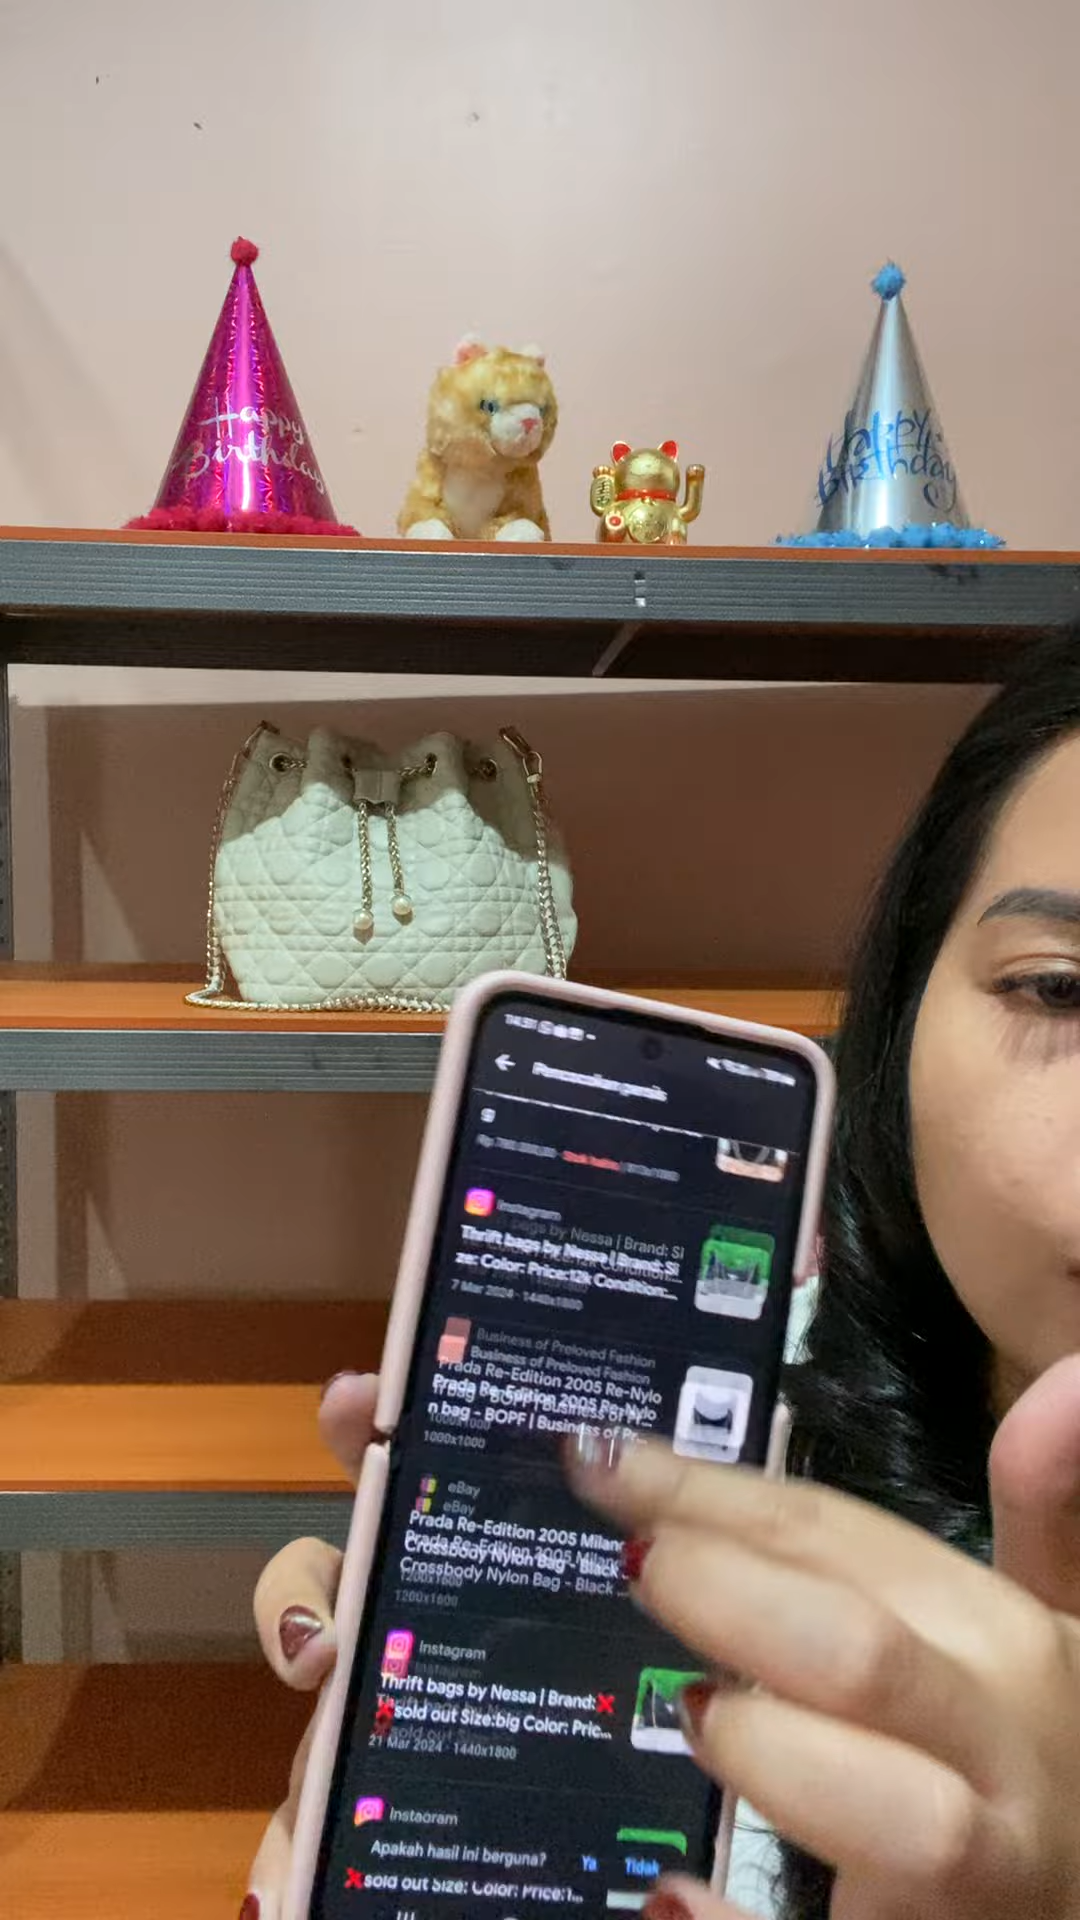 Happy
Birthday
Happy
BIRTHDAY
Instagram
Thrift bags by Nessa | Brand: Si
ze: Color: Price:12k Condition:...
7 Mar 2024 · 1440x1800
Business of Preloved Fashion
Prada Re-Edition 2005 Re-Nylo
n bag - BOPF | Business of Pr...
1000x1000
eBay
Prada Re-Edition 2005 Milano
Crossbody Nylon Bag - Black ...
1200x1600
Instagram
Thrift bags by Nessa | Brand:❌
❌sold out Size:big Color: Pric...
21 Mar 2024 · 1440x1800
Instagram
Apakah hasil ini berguna? Ya Tidak
❌sold out Size: Color: Price:1...